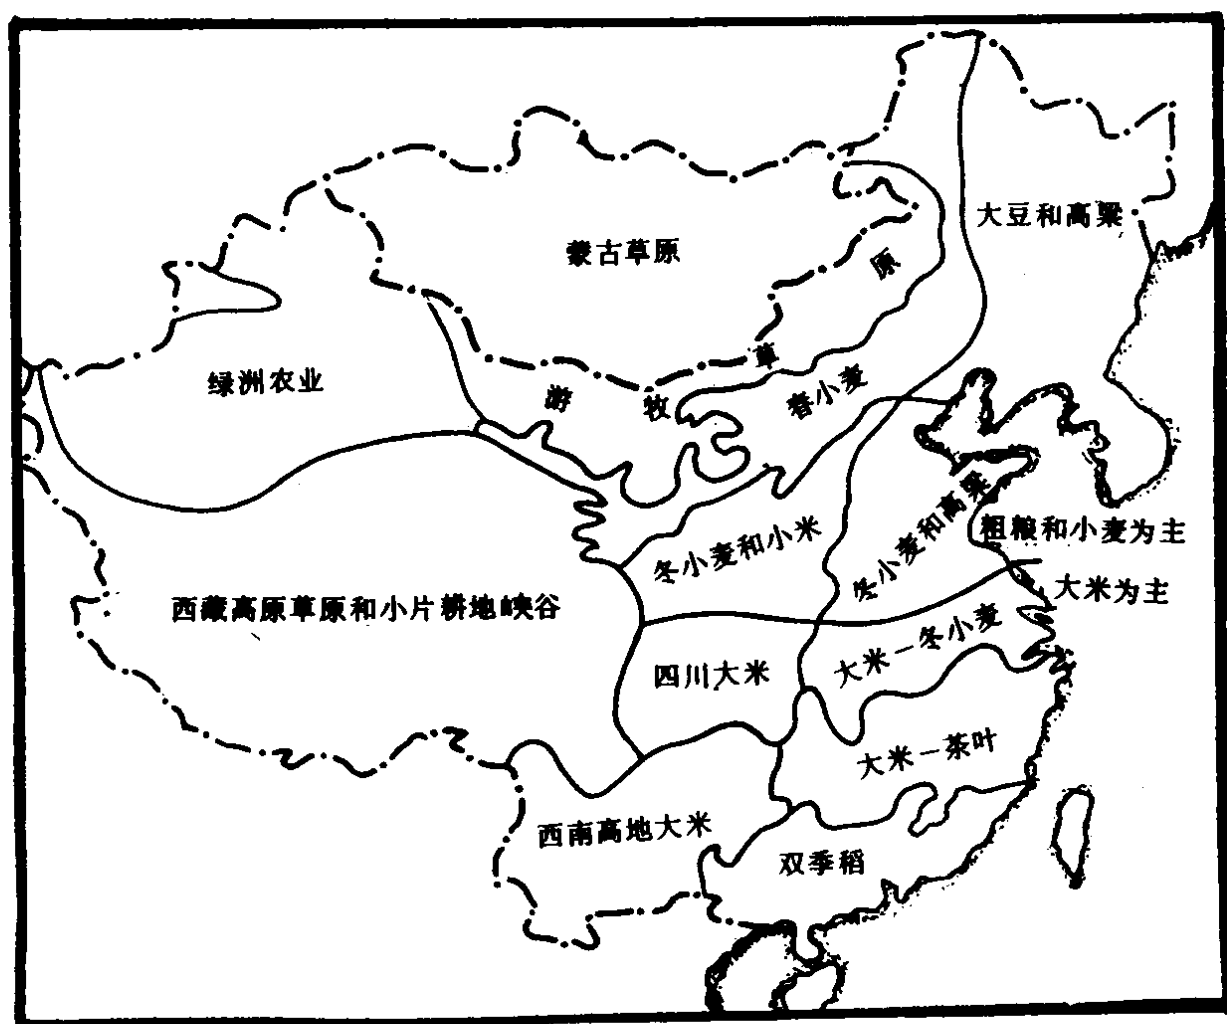 大豆和高粱
蒙古草原
绿洲农业
游牧草原
春小麦
冬小麦和小米
冬小麦和高粱
粗粮和小麦为主
大米为主
西藏高原草原和小片耕地峡谷
四川大米
大米－冬小麦
大米－茶叶
西南高地大米
双季稻